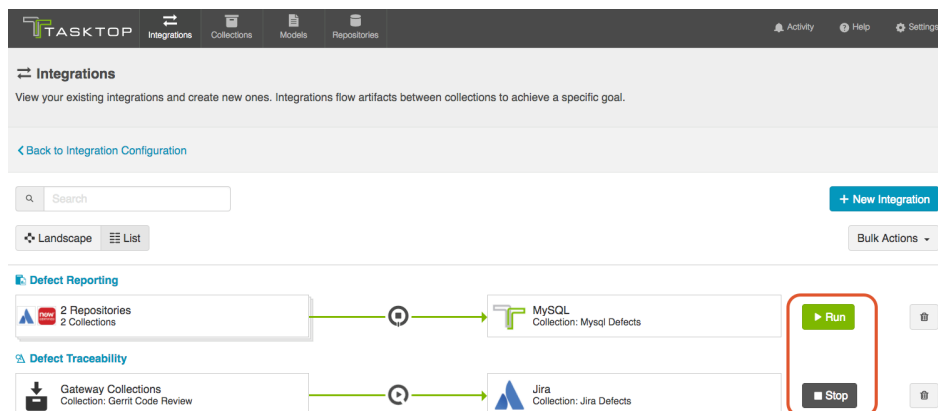 TASKTOP
Integrations
Collections
Models
Repositories
Activity
Help
Settings
Integrations
View your existing integrations and create new ones. Integrations flow artifacts between collections to achieve a specific goal.
Back to Integration Configuration
Search
+ New Integration
Landscape
List
Bulk Actions
Defect Reporting
now
2 Repositories
2 Collections
MySQL
Collection: Mysql Defects
Run
Defect Traceability
Gateway Collections
Collection: Gerrit Code Review
Jira
Collection: Jira Defects
Stop